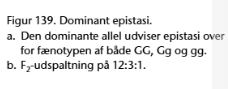 Figur 139. Dominant epistasi.
a. Den dominante allel udviser epistasi over
for fænotypen af både GG, Gg og gg.
b. F₂-udspaltning på 12:3:1.